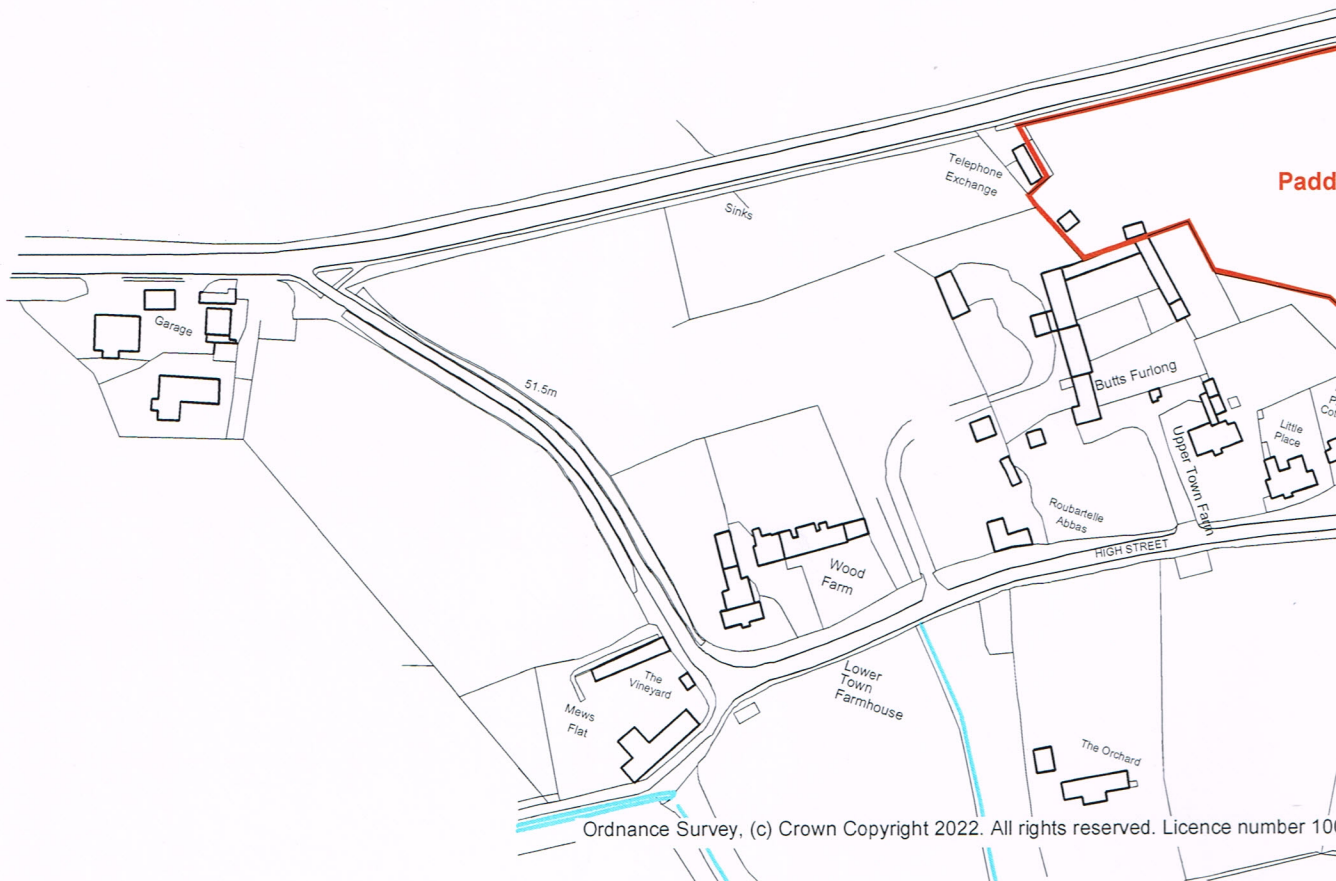 Telephone
Exchange
Padd
Sinks
Garage
51.5m
Butts Furlong
Upper Town Farm
Little
Place
P
Cot
Roubartelle
Abbas
HIGH STREET
Wood
Farm
The
Vineyard
Mews
Flat
Lower
Town
Farmhouse
The Orchard
Ordnance Survey, (c) Crown Copyright 2022. All rights reserved. Licence number 100